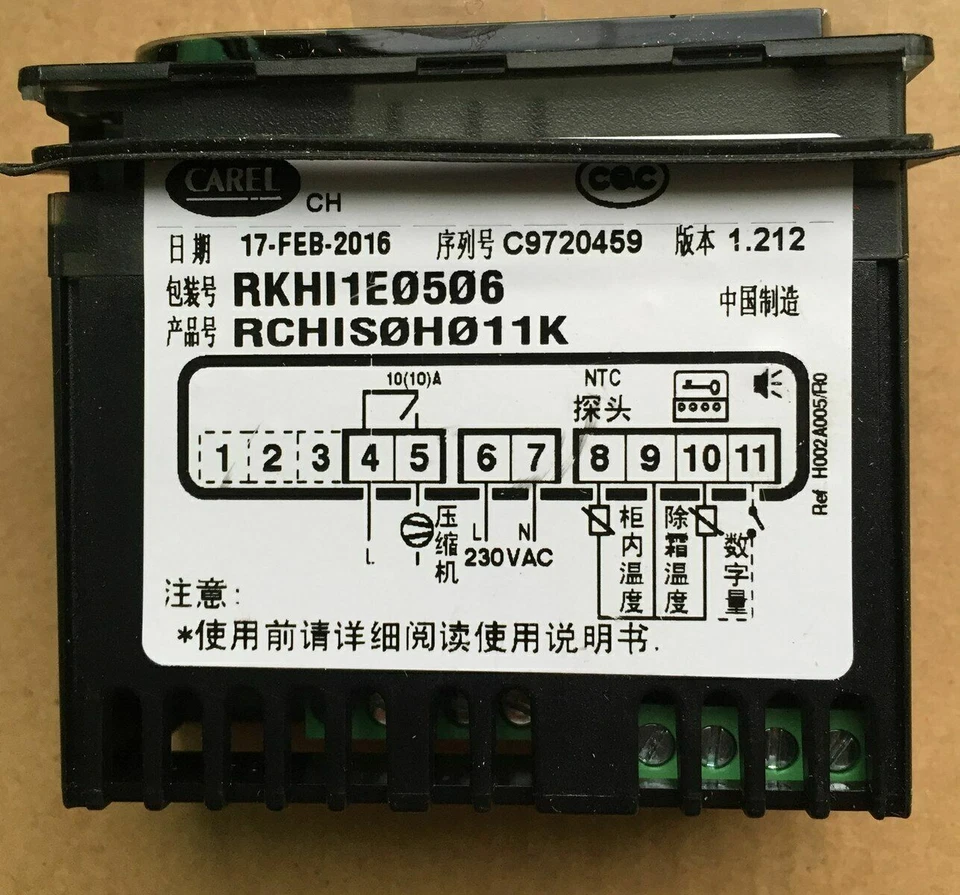 CAREL
CH
CQC
日期 17-FEB-2016 序列号 C9720459 版本 1.212
包装号 RKHI1EØ5Ø6
中国制造
产品号 RCHISØHØ11K
10(10)A
NTC
探头
1 2 3 4 5 6 7 8 9 10 11
L
压缩机
L N
230VAC
柜内温度
除霜温度
数字量
Ref H002A005/R0
注意:
*使用前请详细阅读使用说明书.